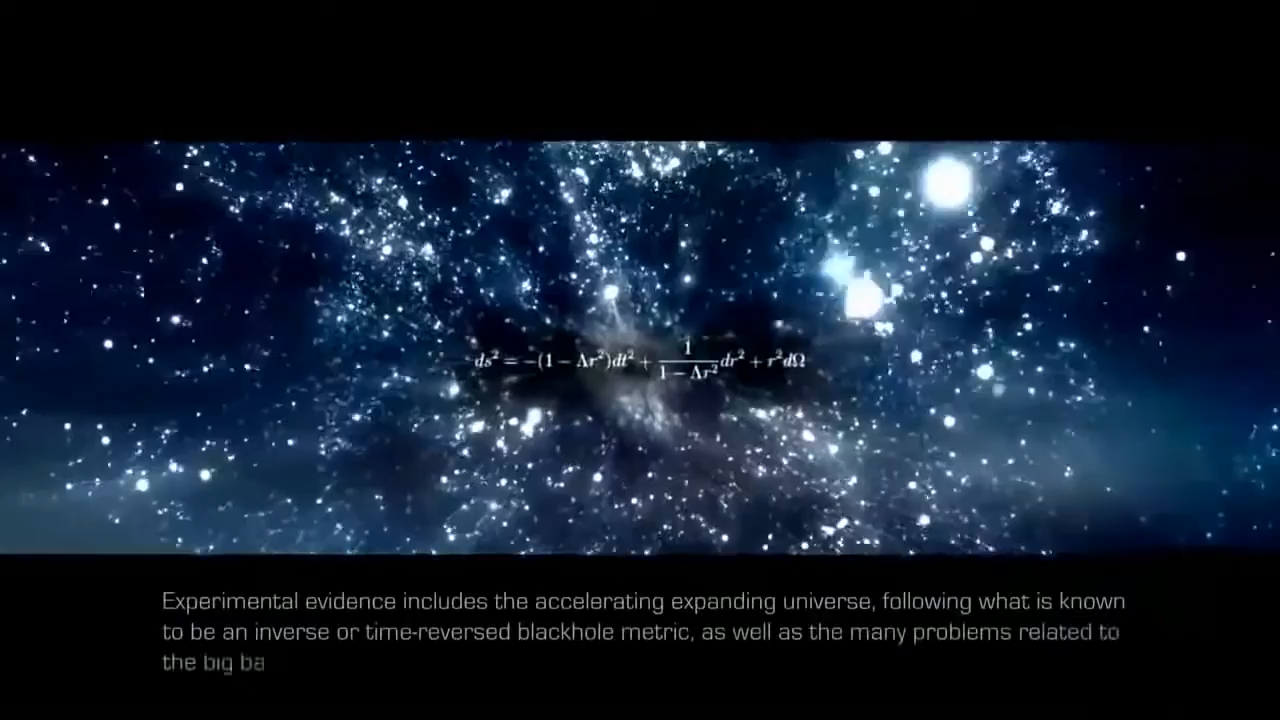 ds² = -(1 - Λr²)dt² + 1/(1 - Λr²) dr² + r²dΩ
Experimental evidence includes the accelerating expanding universe, following what is known
to be an inverse or time-reversed blackhole metric, as well as the many problems related to
the big ba